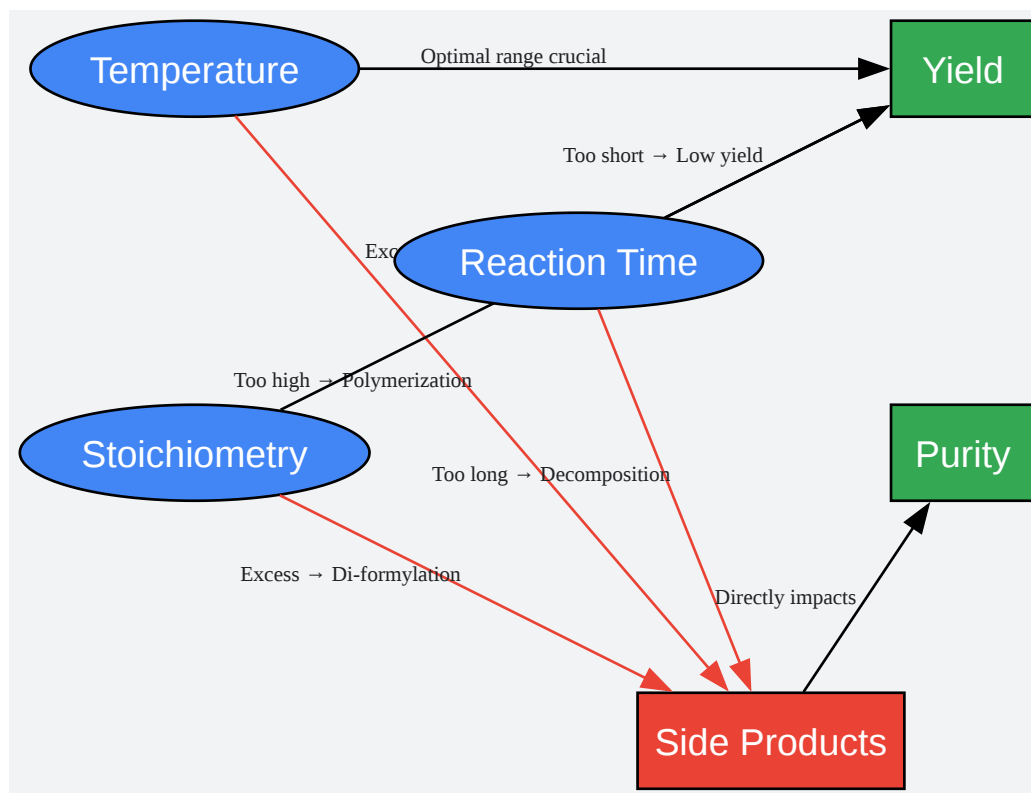 Temperature
Optimal range crucial
Yield
Too short → Low yield
Reaction Time
Too high → Polymerization
Stoichiometry
Purity
Too long → Decomposition
Excess → Di-formylation
Directly impacts
Side Products